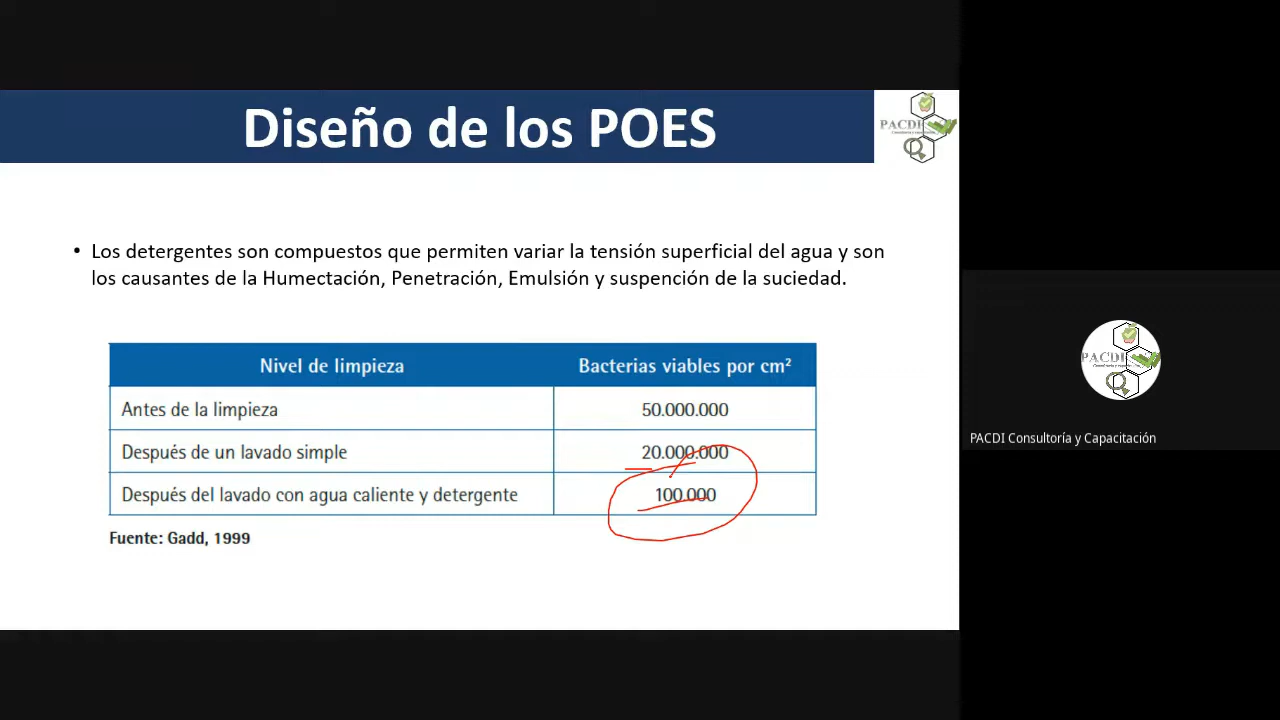 Diseño de los POES
PACDI
• Los detergentes son compuestos que permiten variar la tensión superficial del agua y son
los causantes de la Humectación, Penetración, Emulsión y suspención de la suciedad.
Nivel de limpieza Bacterias viables por cm²
Antes de la limpieza 50.000.000
Después de un lavado simple 20.000.000
Después del lavado con agua caliente y detergente 100.000
Fuente: Gadd, 1999
PACDI
PACDI Consultoría y Capacitación